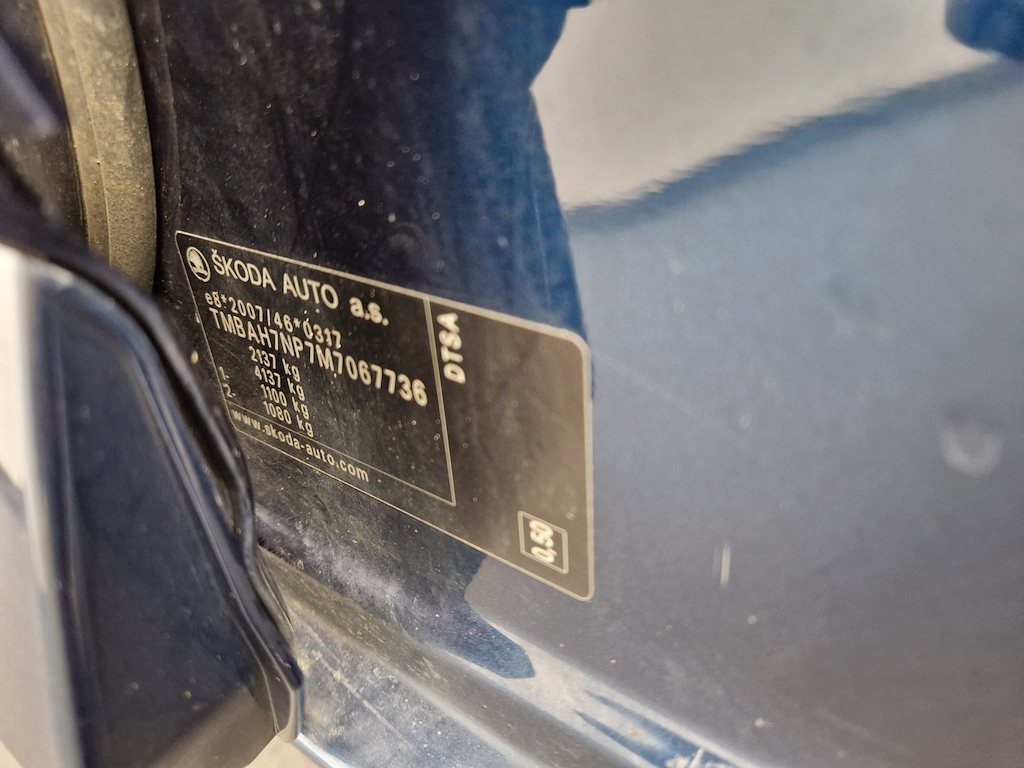 ŠKODA AUTO a.s.
e8*2007/46*0317
TMBAH7NP7M7067736
2137 kg
4137 kg
1- 1100 kg
2- 1080 kg
www.skoda-auto.com
DTSA
0,50